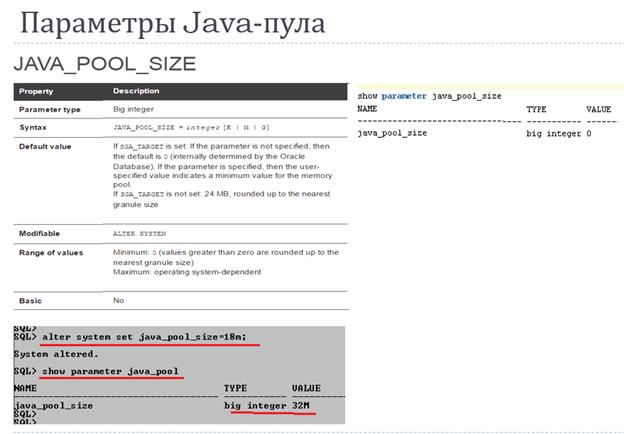 Параметры Java-пула
JAVA_POOL_SIZE
Property Description
Parameter type Big integer
Syntax JAVA_POOL_SIZE = integer [K | M | G]
Default value If SGA_TARGET is set: If the parameter is not specified, then
the default is 0 (internally determined by the Oracle
Database). If the parameter is specified, then the user-
specified value indicates a minimum value for the memory
pool.
If SGA_TARGET is not set: 24 MB, rounded up to the nearest
granule size
Modifiable ALTER SYSTEM
Range of values Minimum: 0 (values greater than zero are rounded up to the
nearest granule size)
Maximum: operating system-dependent
Basic No
show parameter java_pool_size
NAME TYPE VALUE
------------------------------------ ----------- ------
java_pool_size big integer 0
SQL>
SQL> alter system set java_pool_size=18m;
System altered.
SQL> show parameter java_pool
NAME TYPE VALUE
------------------------------------ ----------- ------
java_pool_size big integer 32M
SQL>
SQL>